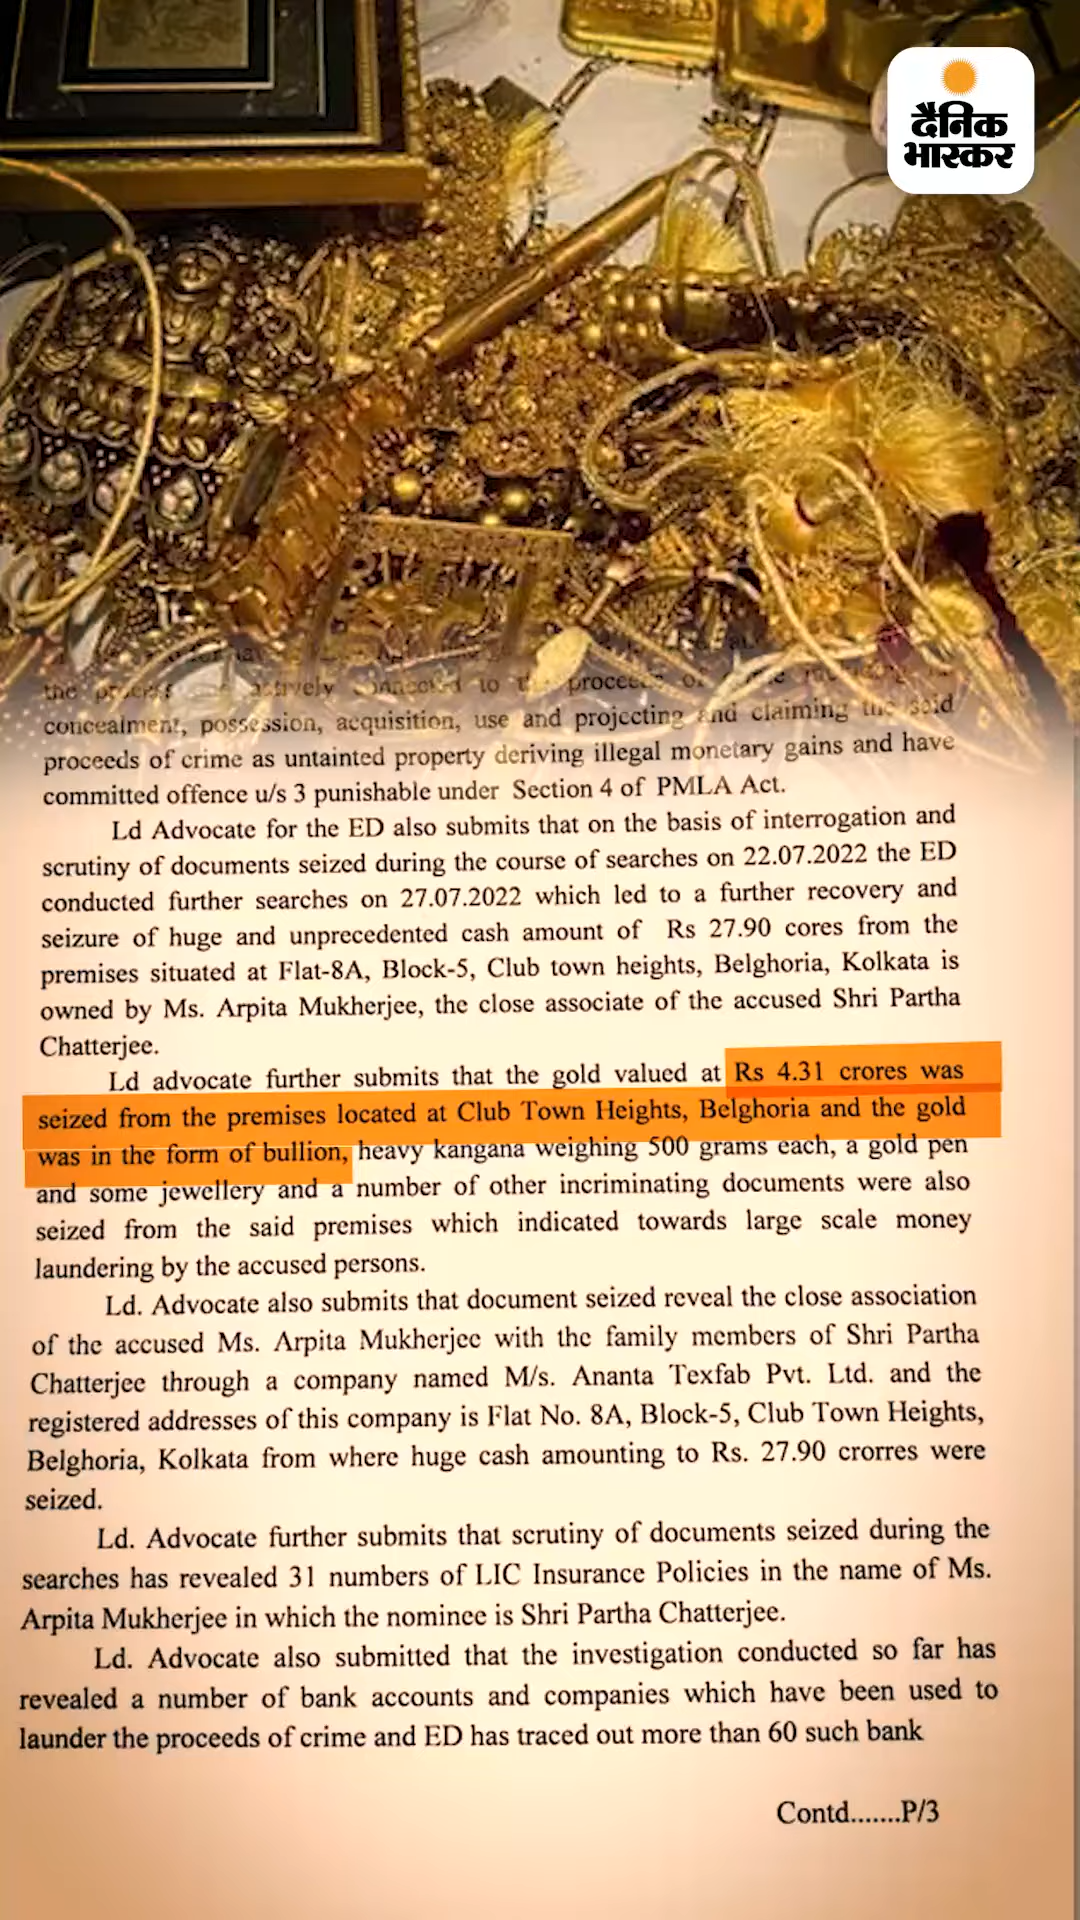 दैनिक
भास्कर
the process actively connected to the proceeds of
concealment, possession, acquisition, use and projecting and claiming the said
proceeds of crime as untainted property deriving illegal monetary gains and have
committed offence u/s 3 punishable under Section 4 of PMLA Act.
Ld Advocate for the ED also submits that on the basis of interrogation and
scrutiny of documents seized during the course of searches on 22.07.2022 the ED
conducted further searches on 27.07.2022 which led to a further recovery and
seizure of huge and unprecedented cash amount of Rs 27.90 cores from the
premises situated at Flat-8A, Block-5, Club town heights, Belghoria, Kolkata is
owned by Ms. Arpita Mukherjee, the close associate of the accused Shri Partha
Chatterjee.
Ld advocate further submits that the gold valued at Rs 4.31 crores was
seized from the premises located at Club Town Heights, Belghoria and the gold
was in the form of bullion, heavy kangana weighing 500 grams each, a gold pen
and some jewellery and a number of other incriminating documents were also
seized from the said premises which indicated towards large scale money
laundering by the accused persons.
Ld. Advocate also submits that document seized reveal the close association
of the accused Ms. Arpita Mukherjee with the family members of Shri Partha
Chatterjee through a company named M/s. Ananta Texfab Pvt. Ltd. and the
registered addresses of this company is Flat No. 8A, Block-5, Club Town Heights,
Belghoria, Kolkata from where huge cash amounting to Rs. 27.90 crorres were
seized.
Ld. Advocate further submits that scrutiny of documents seized during the
searches has revealed 31 numbers of LIC Insurance Policies in the name of Ms.
Arpita Mukherjee in which the nominee is Shri Partha Chatterjee.
Ld. Advocate also submitted that the investigation conducted so far has
revealed a number of bank accounts and companies which have been used to
launder the proceeds of crime and ED has traced out more than 60 such bank
Contd.......P/3